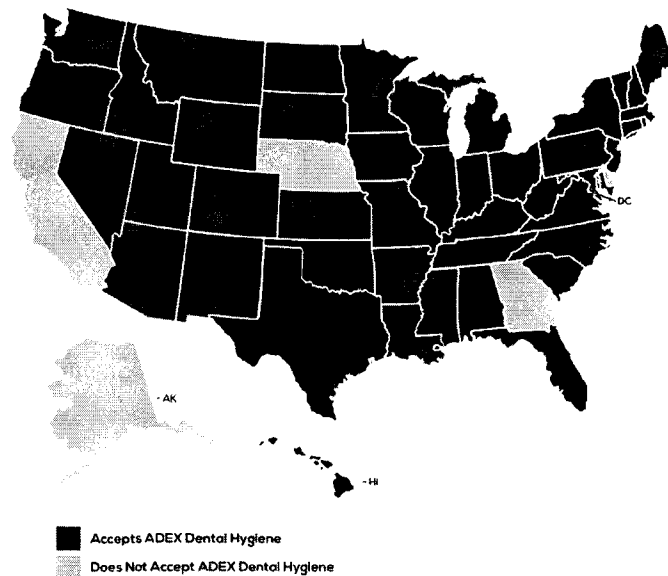 DC
- AK
- HI
Accepts ADEX Dental Hygiene
Does Not Accept ADEX Dental Hygiene